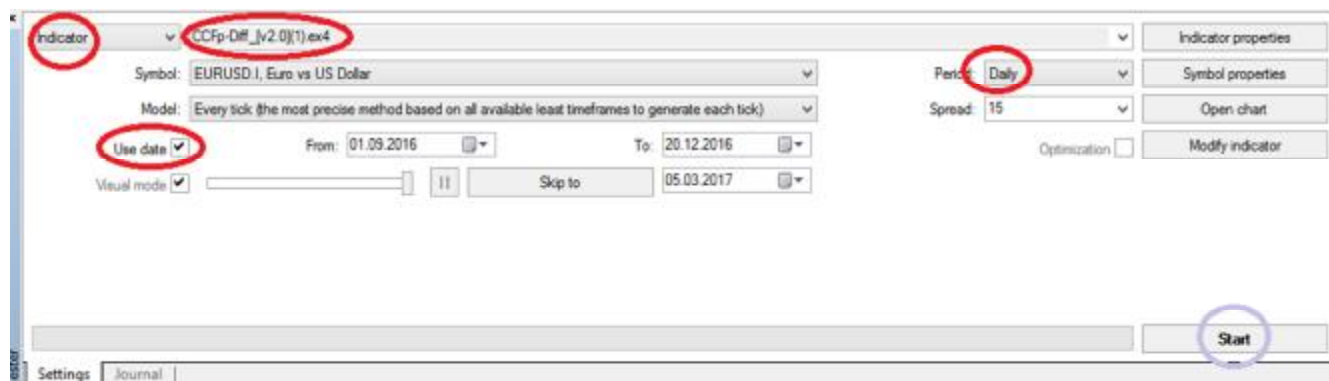 Indicator CCFp-Diff_[v2.0](1).ex4 Indicator properties
Symbol: EURUSD.I, Euro vs US Dollar Period: Daily Symbol properties
Model: Every tick (the most precise method based on all available least timeframes to generate each tick) Spread: 15 Open chart
Use date From: 01.09.2016 To: 20.12.2016 Optimization Modify indicator
Visual mode Skip to 05.03.2017
Start
Settings Journal